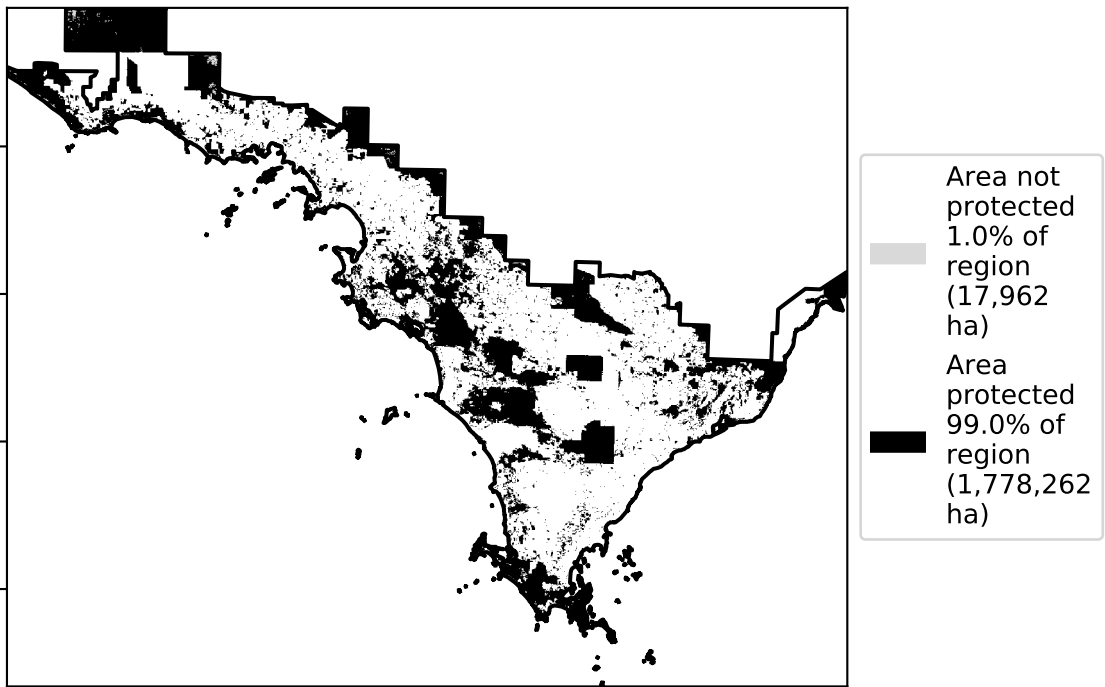 Area not
protected
1.0% of
region
(17,962
ha)
Area
protected
99.0% of
region
(1,778,262
ha)